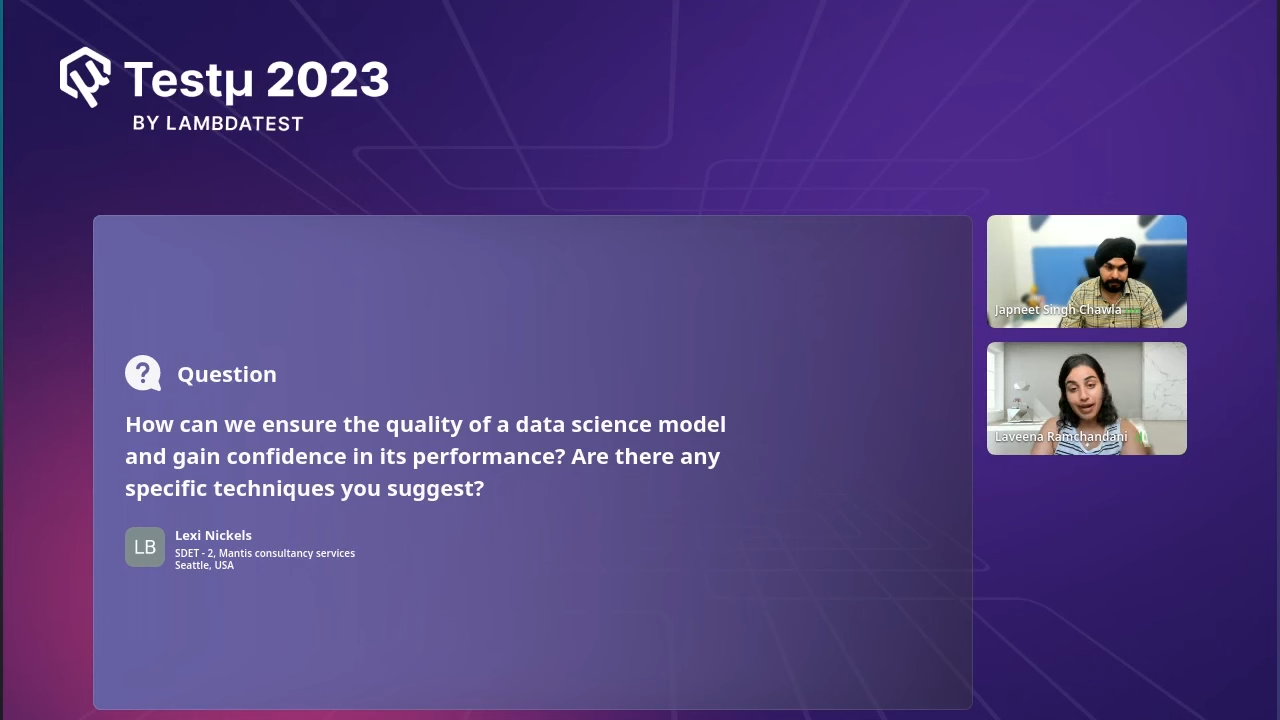 Testμ 2023
BY LAMBDATEST
Question
How can we ensure the quality of a data science model
and gain confidence in its performance? Are there any
specific techniques you suggest?
LB
Lexi Nickels
SDET - 2, Mantis consultancy services
Seattle, USA
Japneet Singh Chawla
Laveena Ramchandani